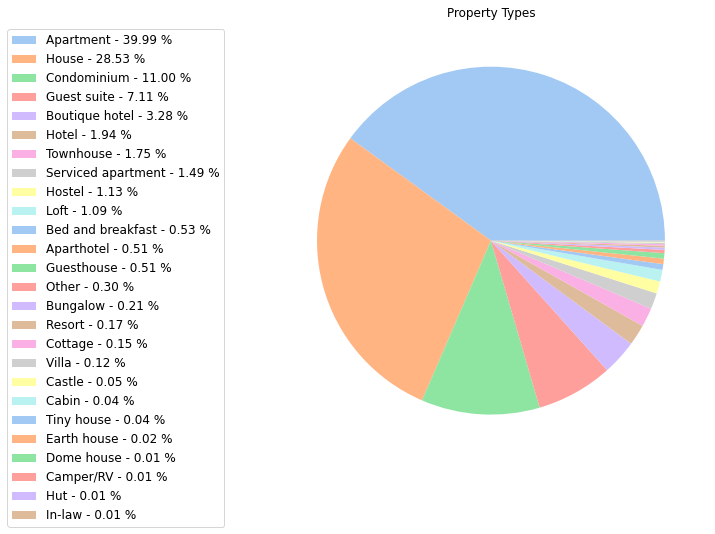 Property Types
Apartment - 39.99 %
House - 28.53 %
Condominium - 11.00 %
Guest suite - 7.11 %
Boutique hotel - 3.28 %
Hotel - 1.94 %
Townhouse - 1.75 %
Serviced apartment - 1.49 %
Hostel - 1.13 %
Loft - 1.09 %
Bed and breakfast - 0.53 %
Aparthotel - 0.51 %
Guesthouse - 0.51 %
Other - 0.30 %
Bungalow - 0.21 %
Resort - 0.17 %
Cottage - 0.15 %
Villa - 0.12 %
Castle - 0.05 %
Cabin - 0.04 %
Tiny house - 0.04 %
Earth house - 0.02 %
Dome house - 0.01 %
Camper/RV - 0.01 %
Hut - 0.01 %
In-law - 0.01 %